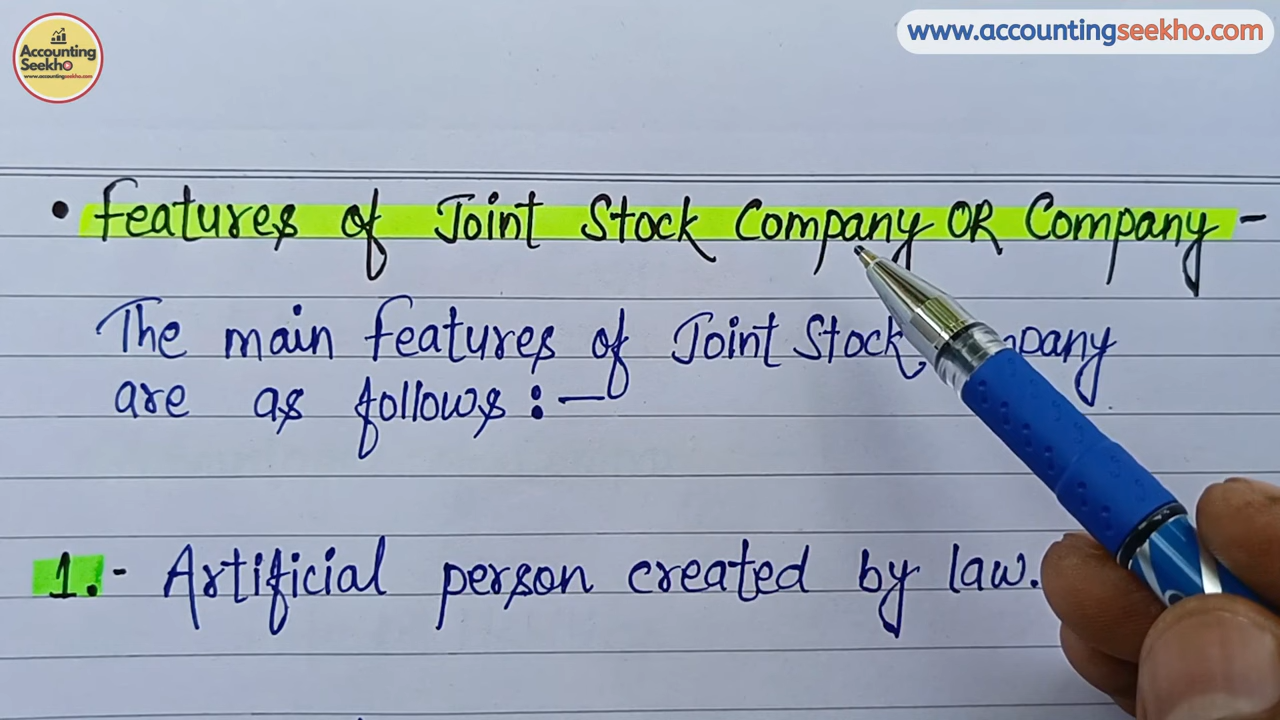 Accounting
Seekho
www.accountingseekho.com
www.accountingseekho.com
• Features of Joint Stock Company OR Company -
The main features of Joint Stock mpany
are as follows : —
1. - Artificial person created by law.